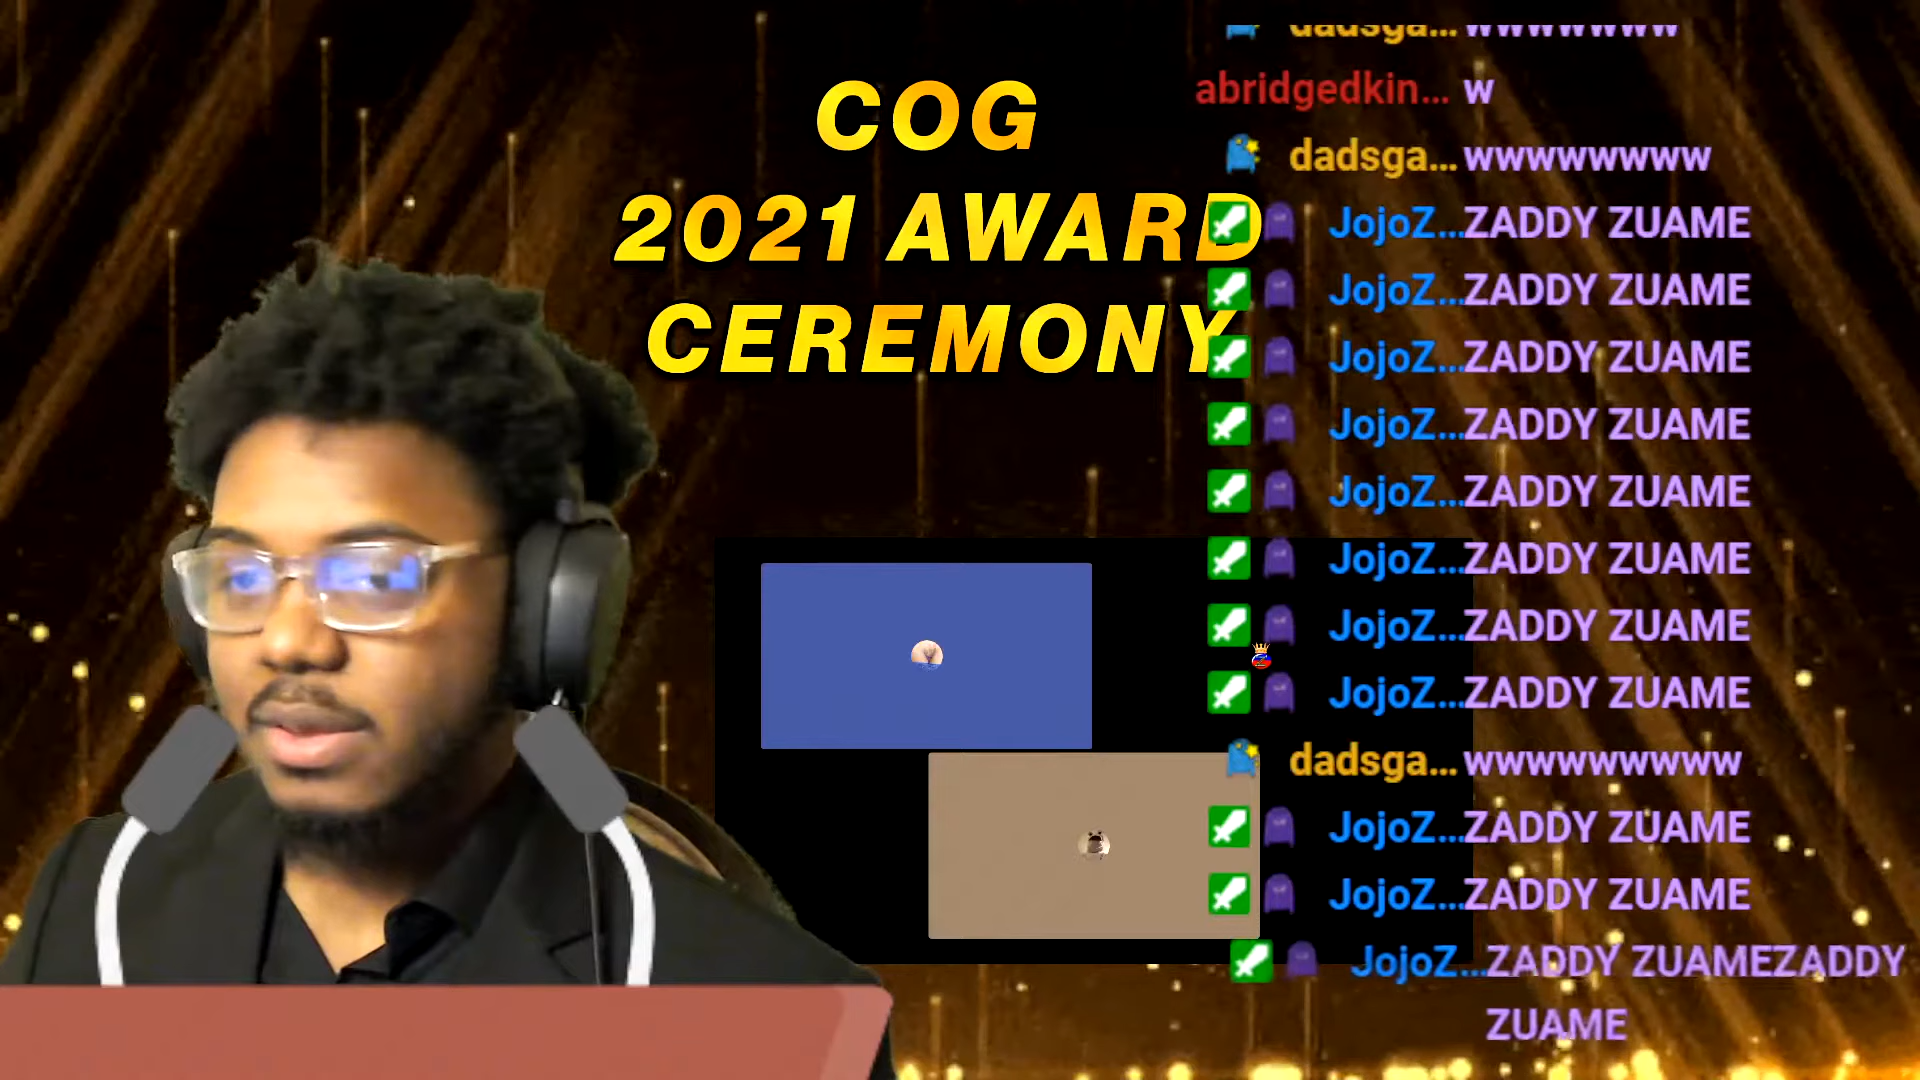 COG
2021 AWARD
CEREMONY
dadsga... wwwwwwww
abridgedkin... w
dadsga... wwwwwwwww
JojoZ... ZADDY ZUAME
JojoZ... ZADDY ZUAME
JojoZ... ZADDY ZUAME
JojoZ... ZADDY ZUAME
JojoZ... ZADDY ZUAME
JojoZ... ZADDY ZUAME
JojoZ... ZADDY ZUAME
JojoZ... ZADDY ZUAME
dadsga... wwwwwwwwww
JojoZ... ZADDY ZUAME
JojoZ... ZADDY ZUAME
JojoZ... ZADDY ZUAMEZADDY
ZUAME